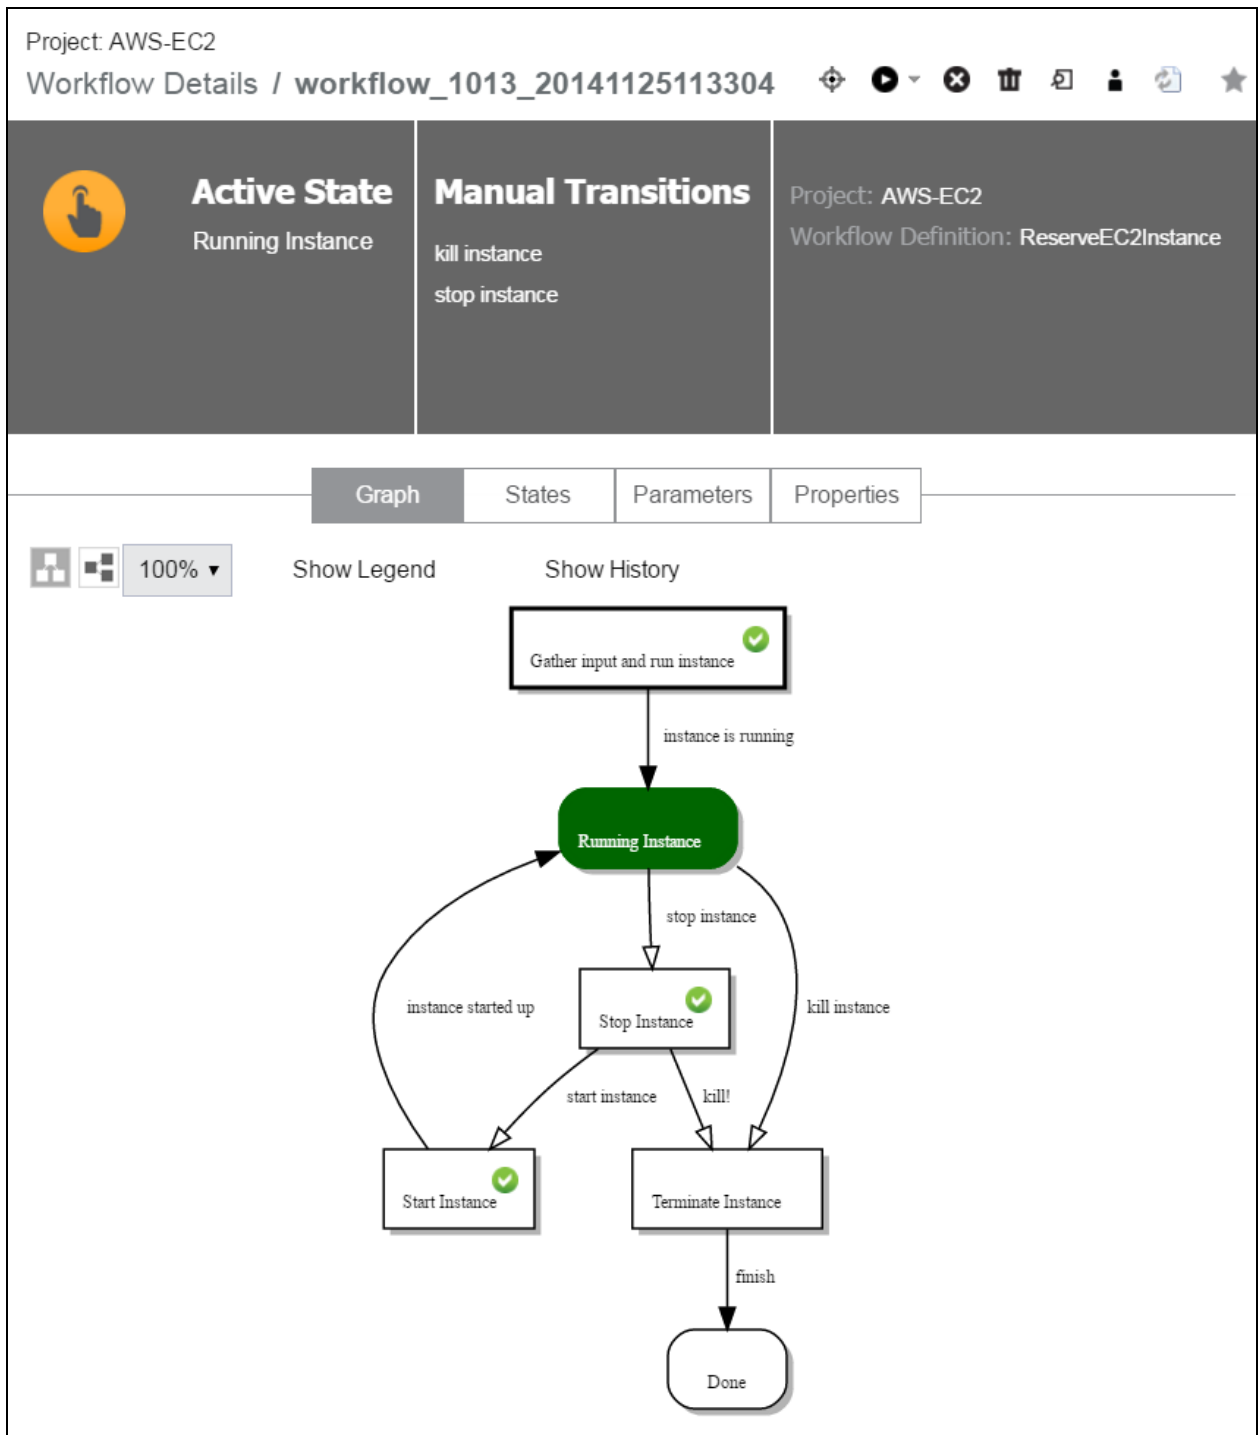 Project: AWS-EC2
Workflow Details / workflow_1013_20141125113304
Active State
Running Instance
Manual Transitions
kill instance
stop instance
Project: AWS-EC2
Workflow Definition: ReserveEC2Instance
Graph States Parameters Properties
100% Show Legend Show History
Gather input and run instance
instance is running
Running Instance
stop instance
instance started up
Stop Instance
kill instance
start instance
kill!
Start Instance
Terminate Instance
finish
Done